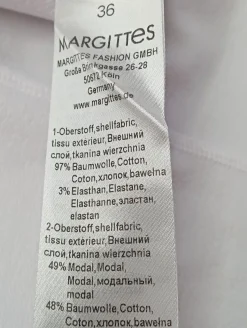 36
MARGITTES
MARGITTES FASHION GMBH
Große Brinkgasse 26-28
50672 Köln
Germany
www.margittes.de
1-Oberstoff,shellfabric,
tissu exterieur,Внешний
слой,tkanina wierzchnia
97% Baumwolle,Cotton,
Coton,хлопок,bawełna
3% Elasthan,Elastane,
Elasthanne,эластан,
elastan
2-Oberstoff,shellfabric,
tissu exterieur,Внешний
слой,tkanina wierzchnia
49% Modal,Modal,
Modal,модальный,
modal
48% Baumwolle,Cotton,
Coton,хлопок,bawełna